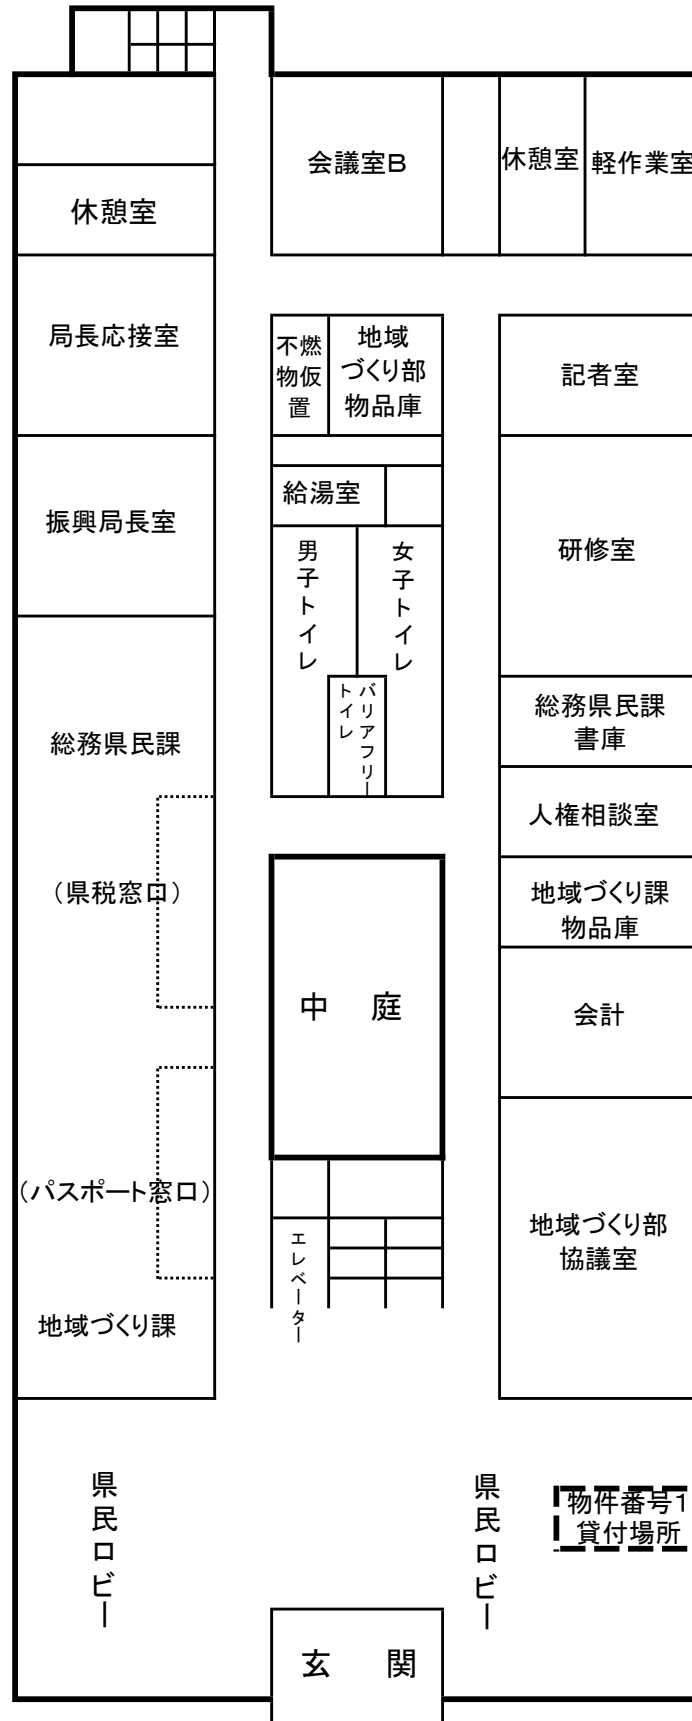 会議室B
休憩室
軽作業室
休憩室
局長応接室
不燃
物仮
置
地域
づくり部
物品庫
記者室
振興局長室
給湯室
研修室
男子トイレ
女子トイレ
バリアフリー
トイレ
総務県民課
総務県民課
書庫
人権相談室
(県税窓口)
地域づくり課
物品庫
中 庭
会計
(パスポート窓口)
地域づくり部
協議室
エレベーター
地域づくり課
県民ロビー
県民ロビー
物件番号1
貸付場所
玄 関